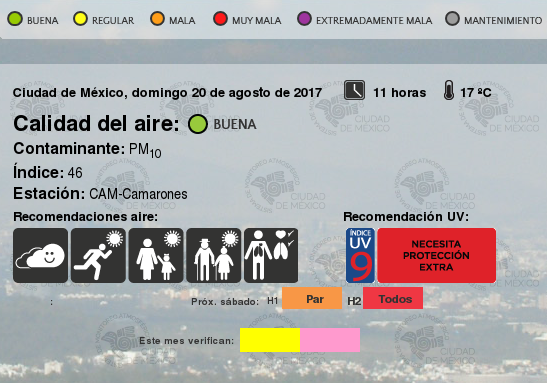 BUENA REGULAR MALA MUY MALA EXTREMADAMENTE MALA MANTENIMIENTO
Ciudad de México, domingo 20 de agosto de 2017 11 horas 17 ºC
Calidad del aire: BUENA
Contaminante: PM10
Índice: 46
Estación: CAM-Camarones
Recomendaciones aire: Recomendación UV:
ÍNDICE
UV
9
NECESITA
PROTECCIÓN
EXTRA
: Próx. sábado: H1 Par H2 Todos
Este mes verifican:
CIUDAD
DE MÉXICO